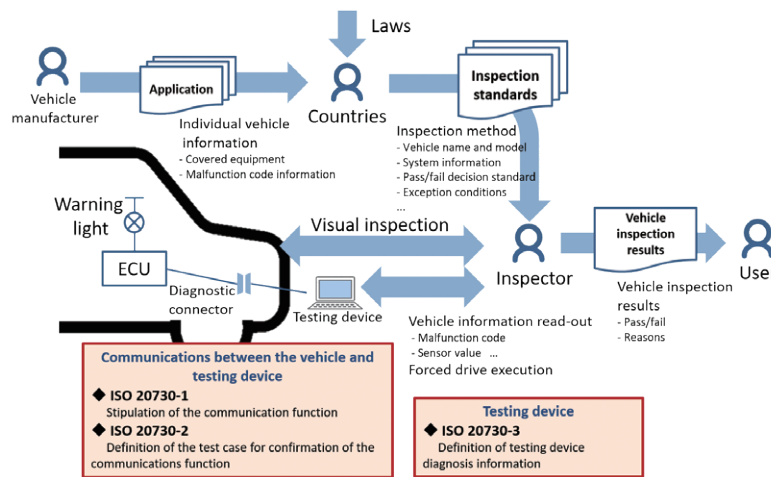 Laws
Vehicle
manufacturer
Application
Countries
Inspection
standards
Individual vehicle
information
- Covered equipment
- Malfunction code information
Inspection method
- Vehicle name and model
- System information
- Pass/fail decision standard
- Exception conditions
...
Warning
light
ECU
Diagnostic
connector
Visual inspection
Testing device
Inspector
Vehicle
inspection
results
Use
Vehicle inspection
results
- Pass/fail
- Reasons
Vehicle information read-out
- Malfunction code
- Sensor value ...
Forced drive execution
Communications between the vehicle and
testing device
◆ ISO 20730-1
Stipulation of the communication function
◆ ISO 20730-2
Definition of the test case for confirmation of the
communications function
Testing device
◆ ISO 20730-3
Definition of testing device
diagnosis information